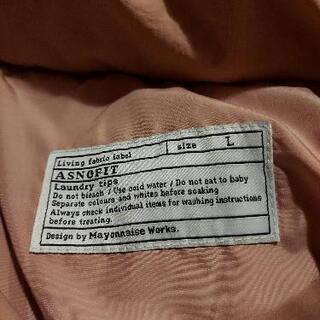 Living fabric label size L
ASNOFIT
Laundry tips
Do not bleach / Use cold water / Do not eat to baby
Separate colours and whites before soaking
Always check individual items for washing instructions
before treating.
Design by Mayonnaise Works.